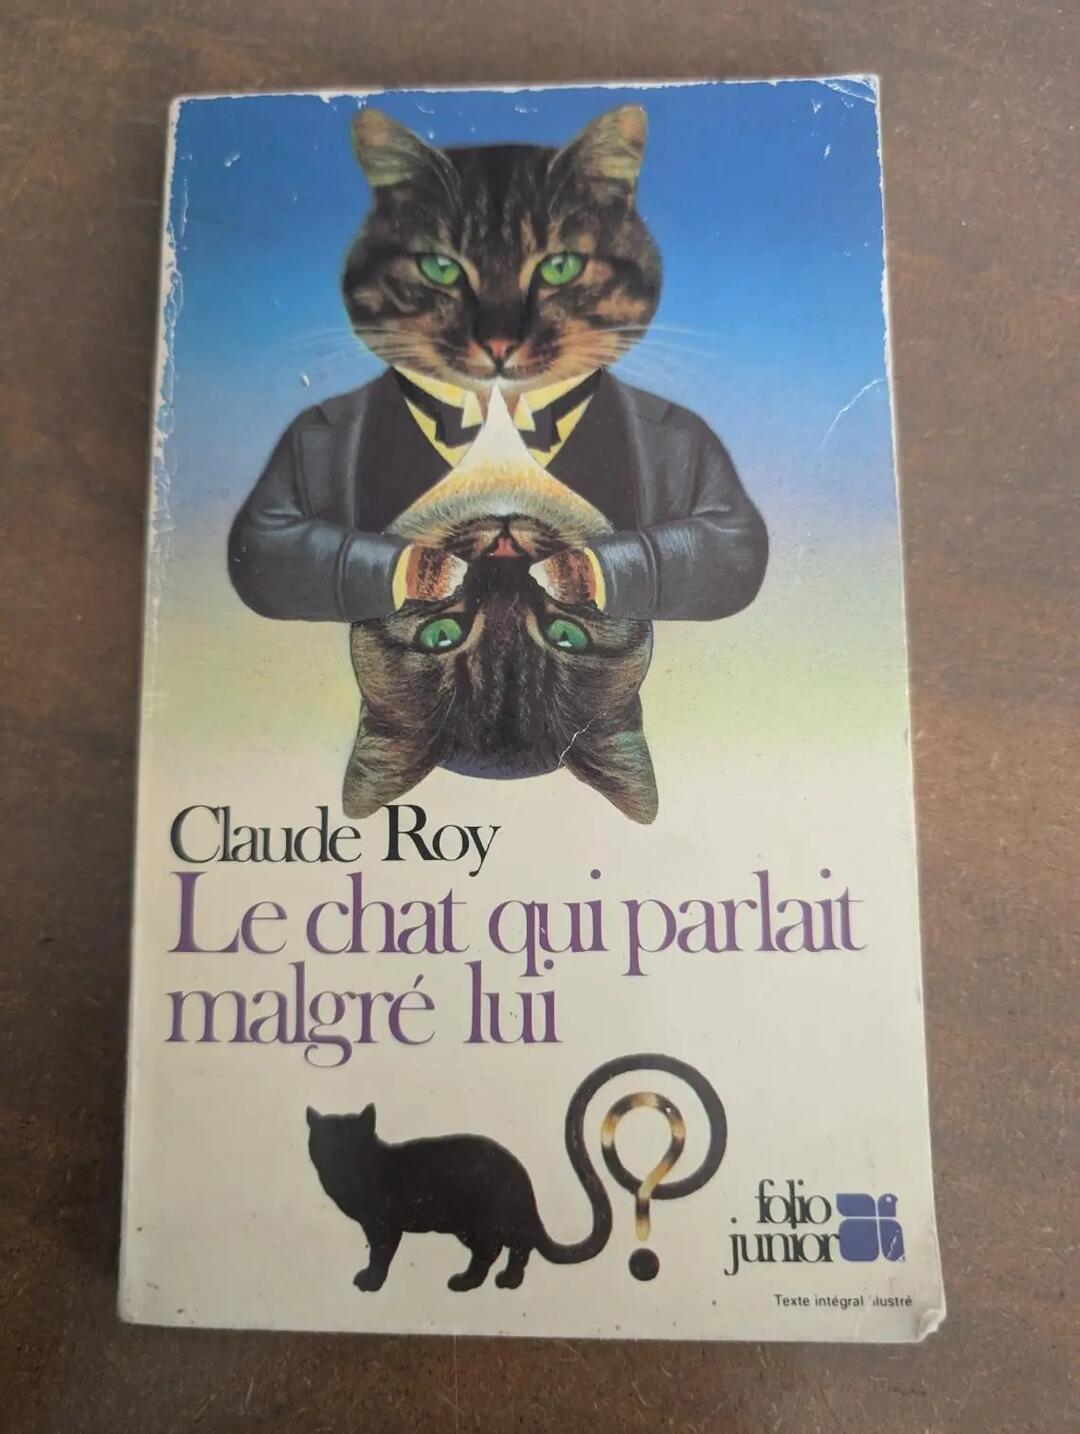 Claude Roy
Le chat qui parlait
malgré lui
?
folio
junior
Texte intégral illustré